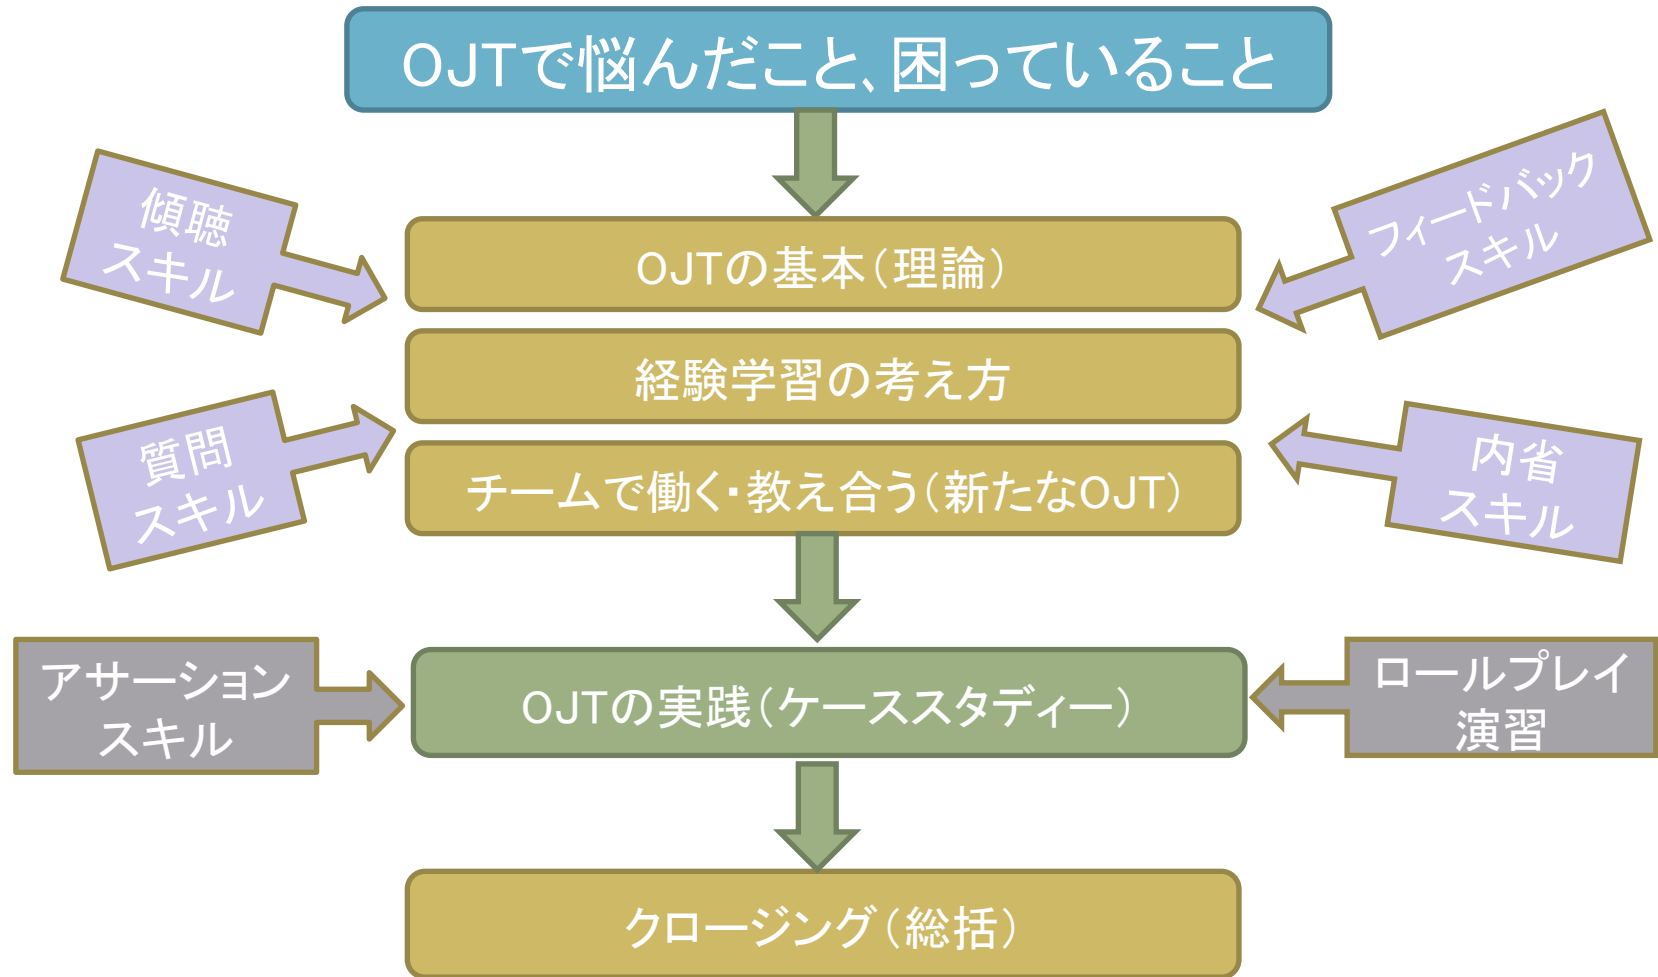 OJTで悩んだこと、困っていること
傾聴
スキル
フィードバック
スキル
OJTの基本（理論）
経験学習の考え方
質問
スキル
内省
スキル
チームで働く・教え合う（新たなOJT）
アサーション
スキル
OJTの実践（ケーススタディー）
ロールプレイ
演習
クロージング（総括）